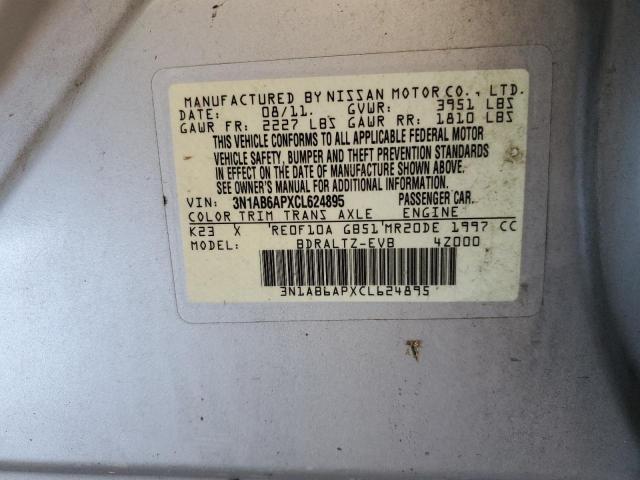 MANUFACTURED BY NISSAN MOTOR CO., LTD.
DATE: 08/11. GVWR: 3951 LBS
GAWR FR: 2227 LBS GAWR RR: 1810 LBS
THIS VEHICLE CONFORMS TO ALL APPLICABLE FEDERAL MOTOR
VEHICLE SAFETY, BUMPER AND THEFT PREVENTION STANDARDS
IN EFFECT ON THE DATE OF MANUFACTURE SHOWN ABOVE.
SEE OWNER'S MANUAL FOR ADDITIONAL INFORMATION.
VIN: 3N1AB6APXCL624895 PASSENGER CAR.
COLOR TRIM TRANS AXLE ENGINE
K23 X RE0F10A GB51 MR20DE 1997 CC
MODEL: BDRALTZ-EVB 4Z000
3N1AB6APXCL624895